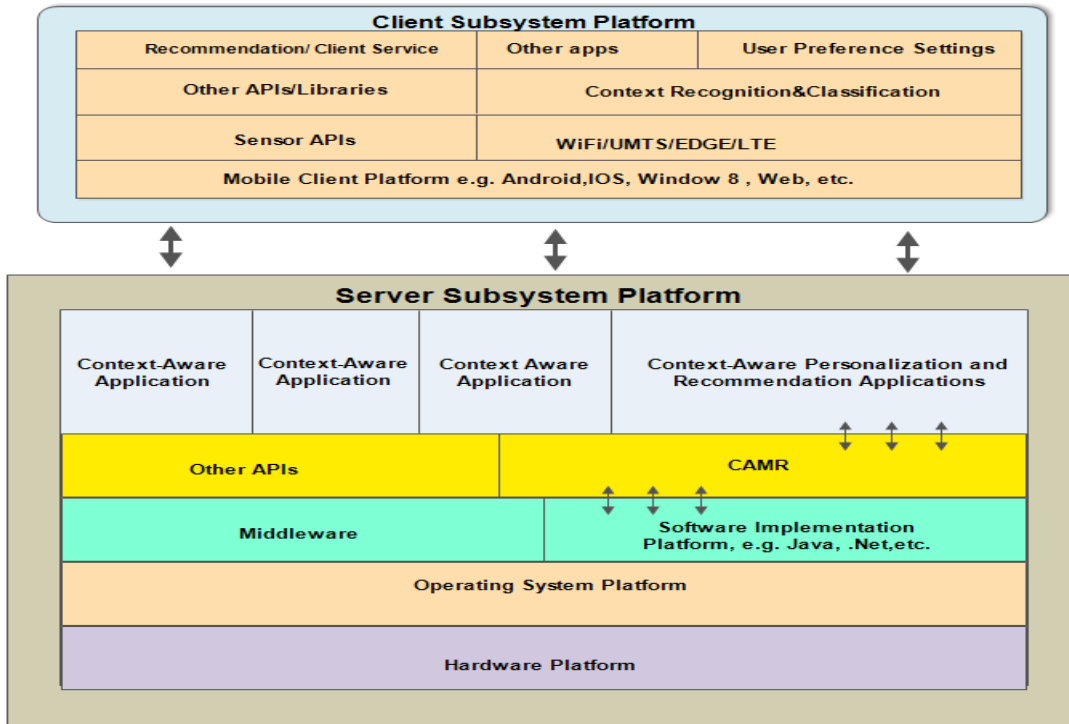 Client Subsystem Platform
Recommendation/ Client Service
Other apps
User Preference Settings
Other APIs/Libraries
Context Recognition&Classification
Sensor APIs
WiFi/UMTS/EDGE/LTE
Mobile Client Platform e.g. Android,IOS, Window 8 , Web, etc.
Server Subsystem Platform
Context-Aware
Application
Context-Aware
Application
Context Aware
Application
Context-Aware Personalization and
Recommendation Applications
Other APIs
CAMR
Middleware
Software Implementation
Platform, e.g. Java, .Net,etc.
Operating System Platform
Hardware Platform